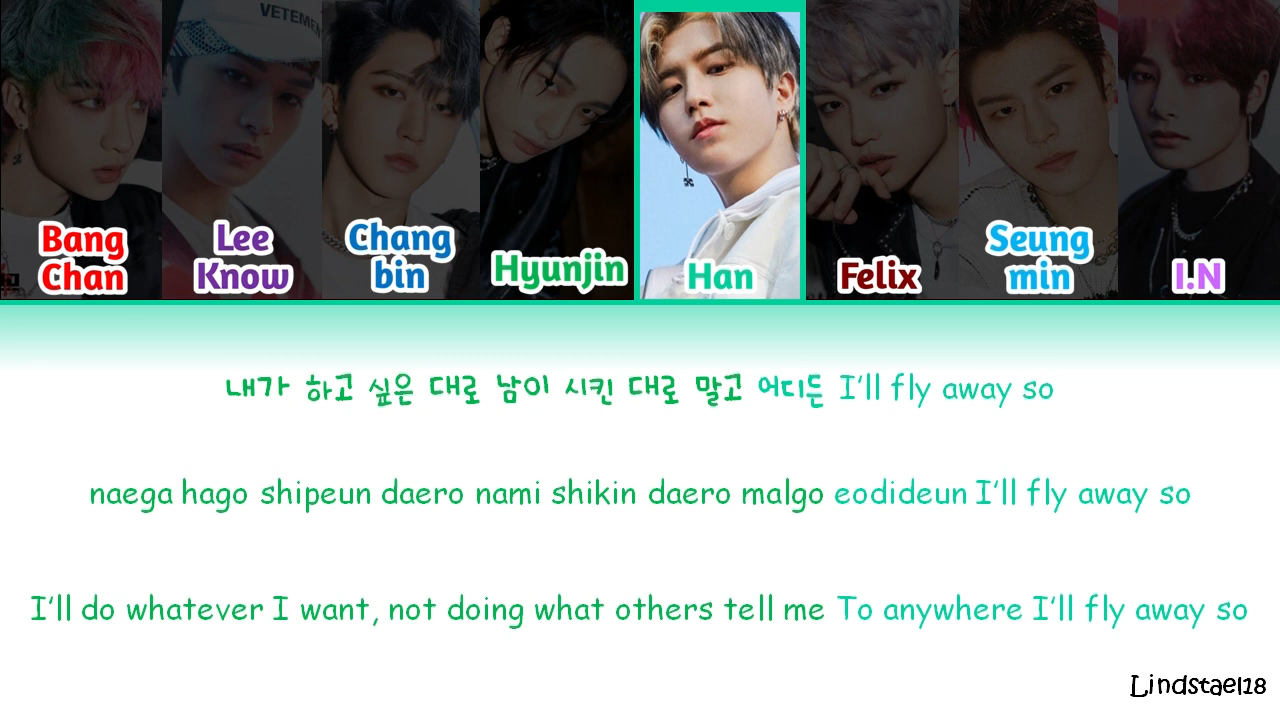 VETEM
Bang
Chan
Lee
Know
Chang
bin
Hyunjin
Han
Felix
Seung
min
I.N
내가 하고 싶은 대로 남이 시킨 대로 말고 어디든 I'll fly away so
naega hago shipeun daero nami shikin daero malgo eodideun I'll fly away so
I'll do whatever I want, not doing what others tell me To anywhere I'll fly away so
Lindstael18